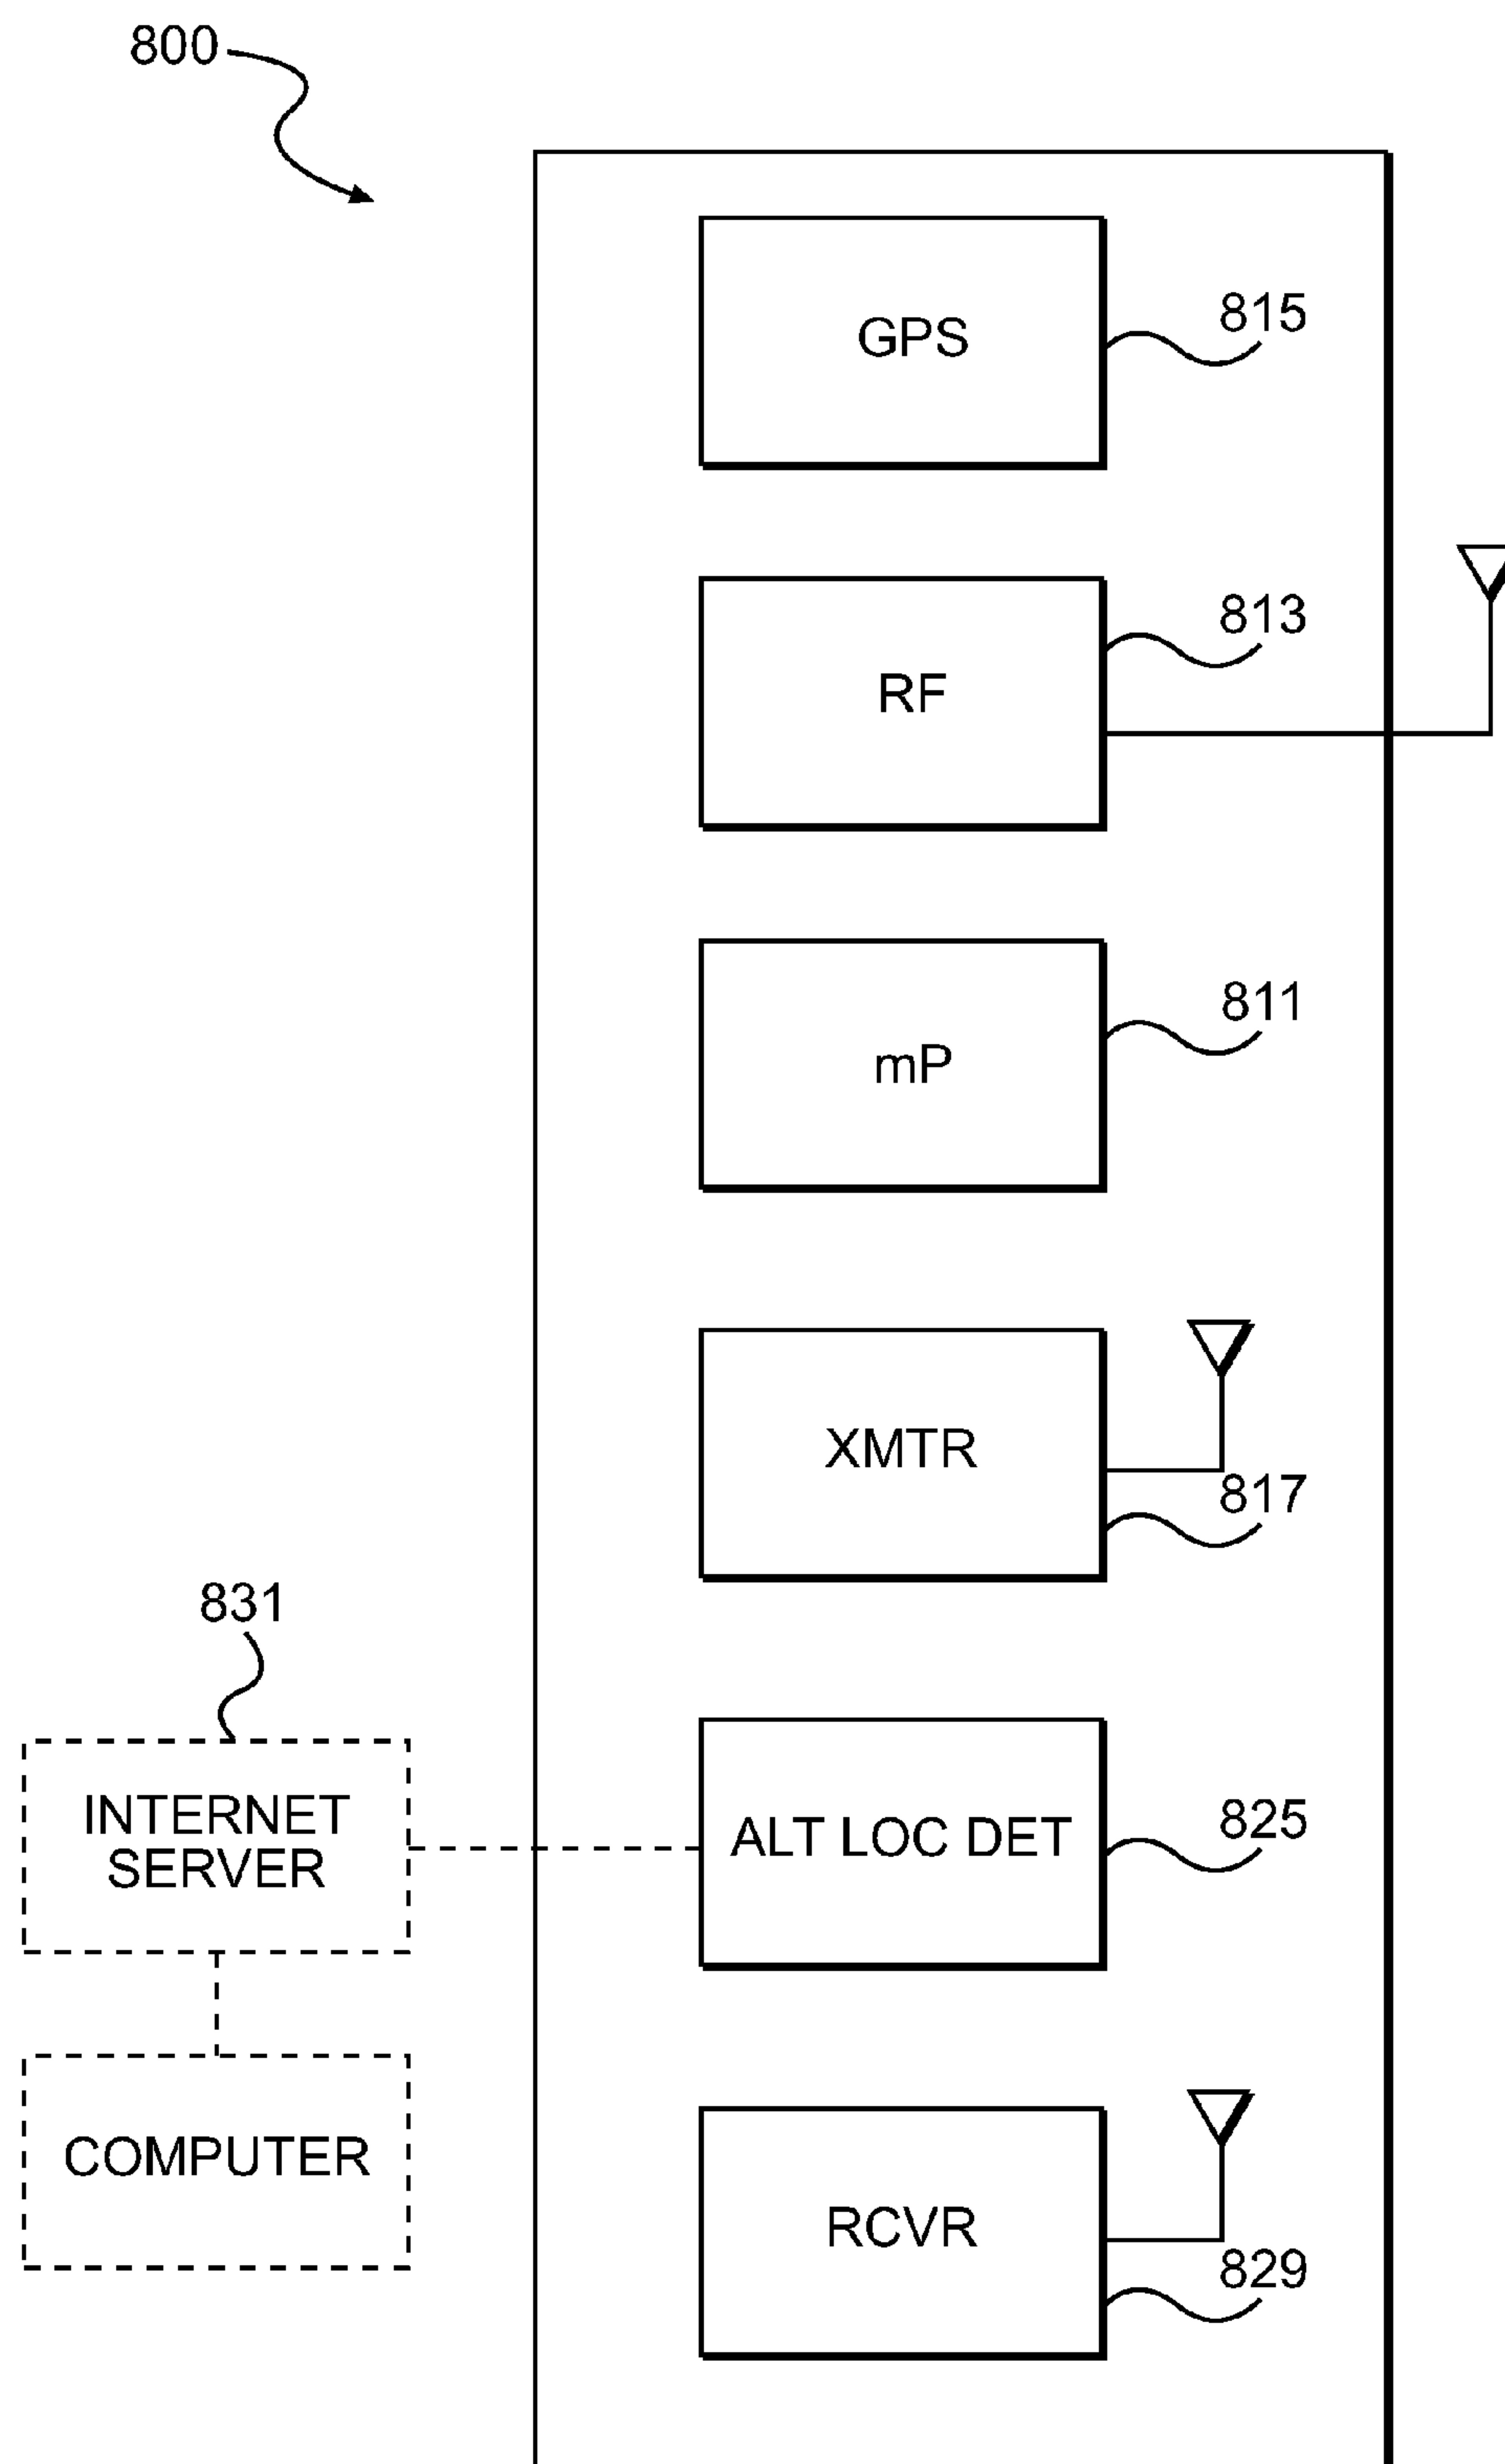 800
GPS
815
RF
813
mP
811
XMTR
817
831
INTERNET
SERVER
ALT LOC DET
825
COMPUTER
RCVR
829